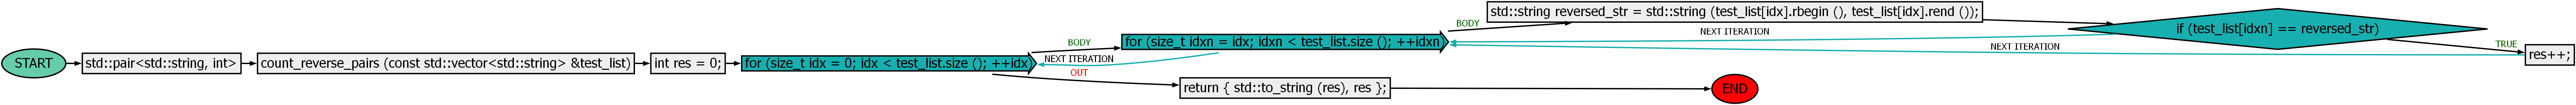 START
std::pair<std::string, int>
count_reverse_pairs (const std::vector<std::string> &test_list)
int res = 0;
for (size_t idx = 0; idx < test_list.size (); ++idx)
BODY
NEXT ITERATION
OUT
for (size_t idxn = idx; idxn < test_list.size (); ++idxn)
return { std::to_string (res), res };
BODY
std::string reversed_str = std::string (test_list[idx].rbegin (), test_list[idx].rend ());
NEXT ITERATION
END
NEXT ITERATION
if (test_list[idxn] == reversed_str)
TRUE
res++;